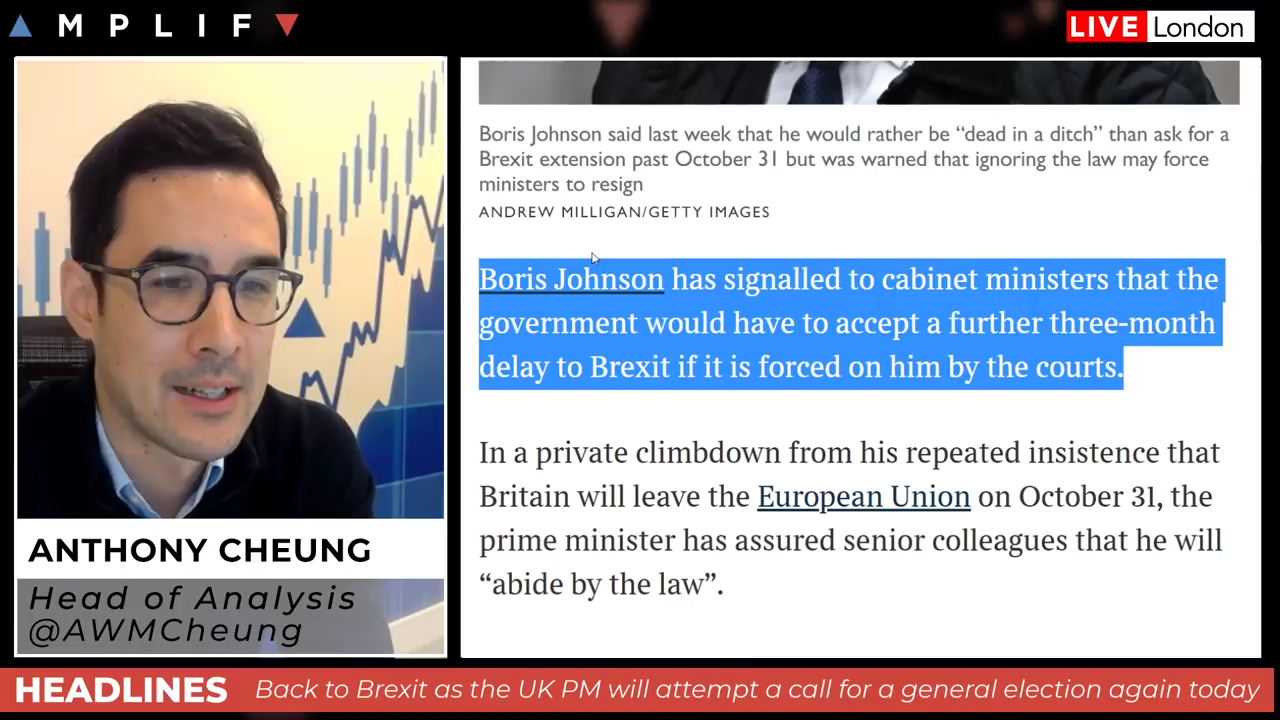 AMPLIFY
LIVE London
Boris Johnson said last week that he would rather be “dead in a ditch” than ask for a
Brexit extension past October 31 but was warned that ignoring the law may force
ministers to resign
ANDREW MILLIGAN/GETTY IMAGES
Boris Johnson has signalled to cabinet ministers that the
government would have to accept a further three-month
delay to Brexit if it is forced on him by the courts.
In a private climbdown from his repeated insistence that
Britain will leave the European Union on October 31, the
prime minister has assured senior colleagues that he will
“abide by the law”.
ANTHONY CHEUNG
Head of Analysis
@AWMCheung
HEADLINES Back to Brexit as the UK PM will attempt a call for a general election again today